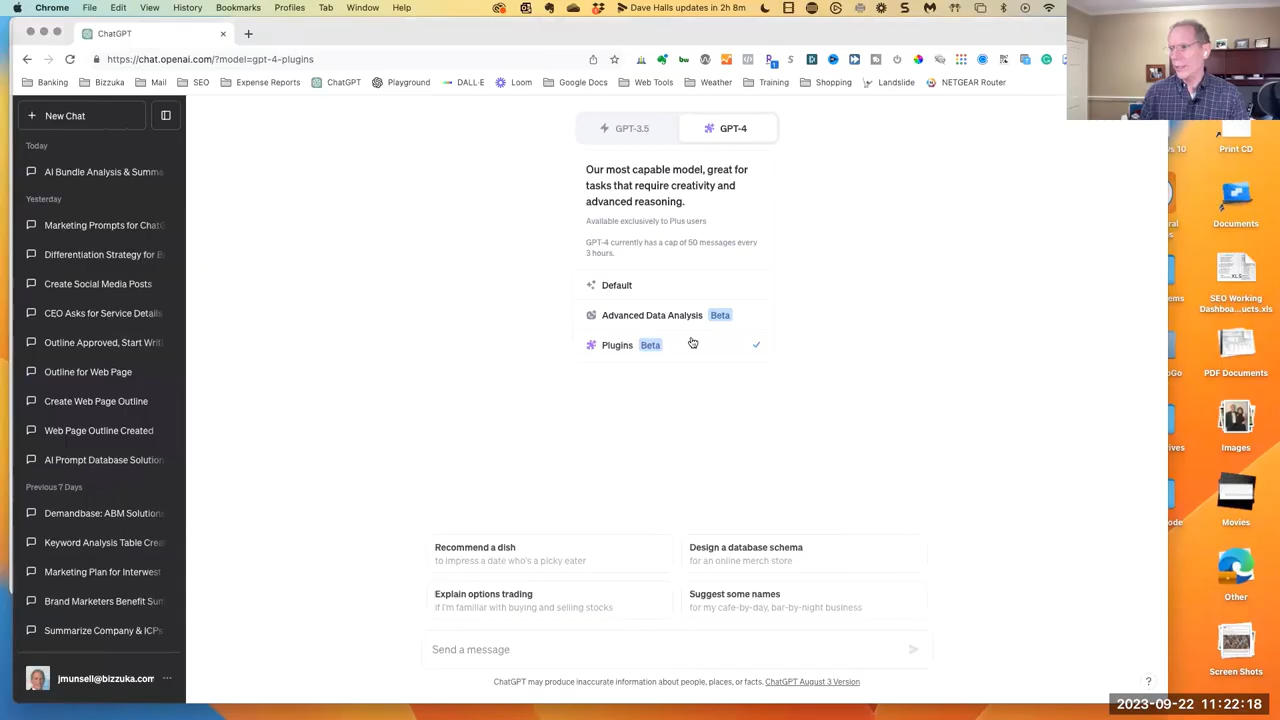 Chrome File Edit View History Bookmarks Profiles Tab Window Help
ChatGPT
https://chat.openai.com/?model=gpt-4-plugins
Banking Bizzuka Mail SEO Expense Reports ChatGPT Playground DALL·E Loom Google Docs Web Tools Weather Training Shopping Landslide NETGEAR Router
New Chat
Today
AI Bundle Analysis & Summa
Yesterday
Marketing Prompts for Chat
Differentiation Strategy for
Create Social Media Posts
CEO Asks for Service Details
Outline Approved, Start Writ
Outline for Web Page
Create Web Page Outline
Web Page Outline Created
AI Prompt Database Solution
Previous 7 Days
Demandbase: ABM Solution
Keyword Analysis Table Crea
Marketing Plan for Interwest
Brand Marketers Benefit Sum
Summarize Company & ICPs
jmunsell@bizzuka.com
GPT-3.5 GPT-4
Our most capable model, great for
tasks that require creativity and
advanced reasoning.
Available exclusively to Plus users
GPT-4 currently has a cap of 50 messages every
3 hours.
Default
Advanced Data Analysis Beta
Plugins Beta
Recommend a dish
to impress a date who's a picky eater
Design a database schema
for an online merch store
Explain options trading
if I'm familiar with buying and selling stocks
Suggest some names
for my cafe-by-day, bar-by-night business
Send a message
ChatGPT may produce inaccurate information about people, places, or facts. ChatGPT August 3 Version
?
ws 10
Print CD
Documents
SEO Working
Dashboa...ucts.xls
PDF Documents
Images
Movies
Other
Screen Shots
2023-09-22 11:22:18